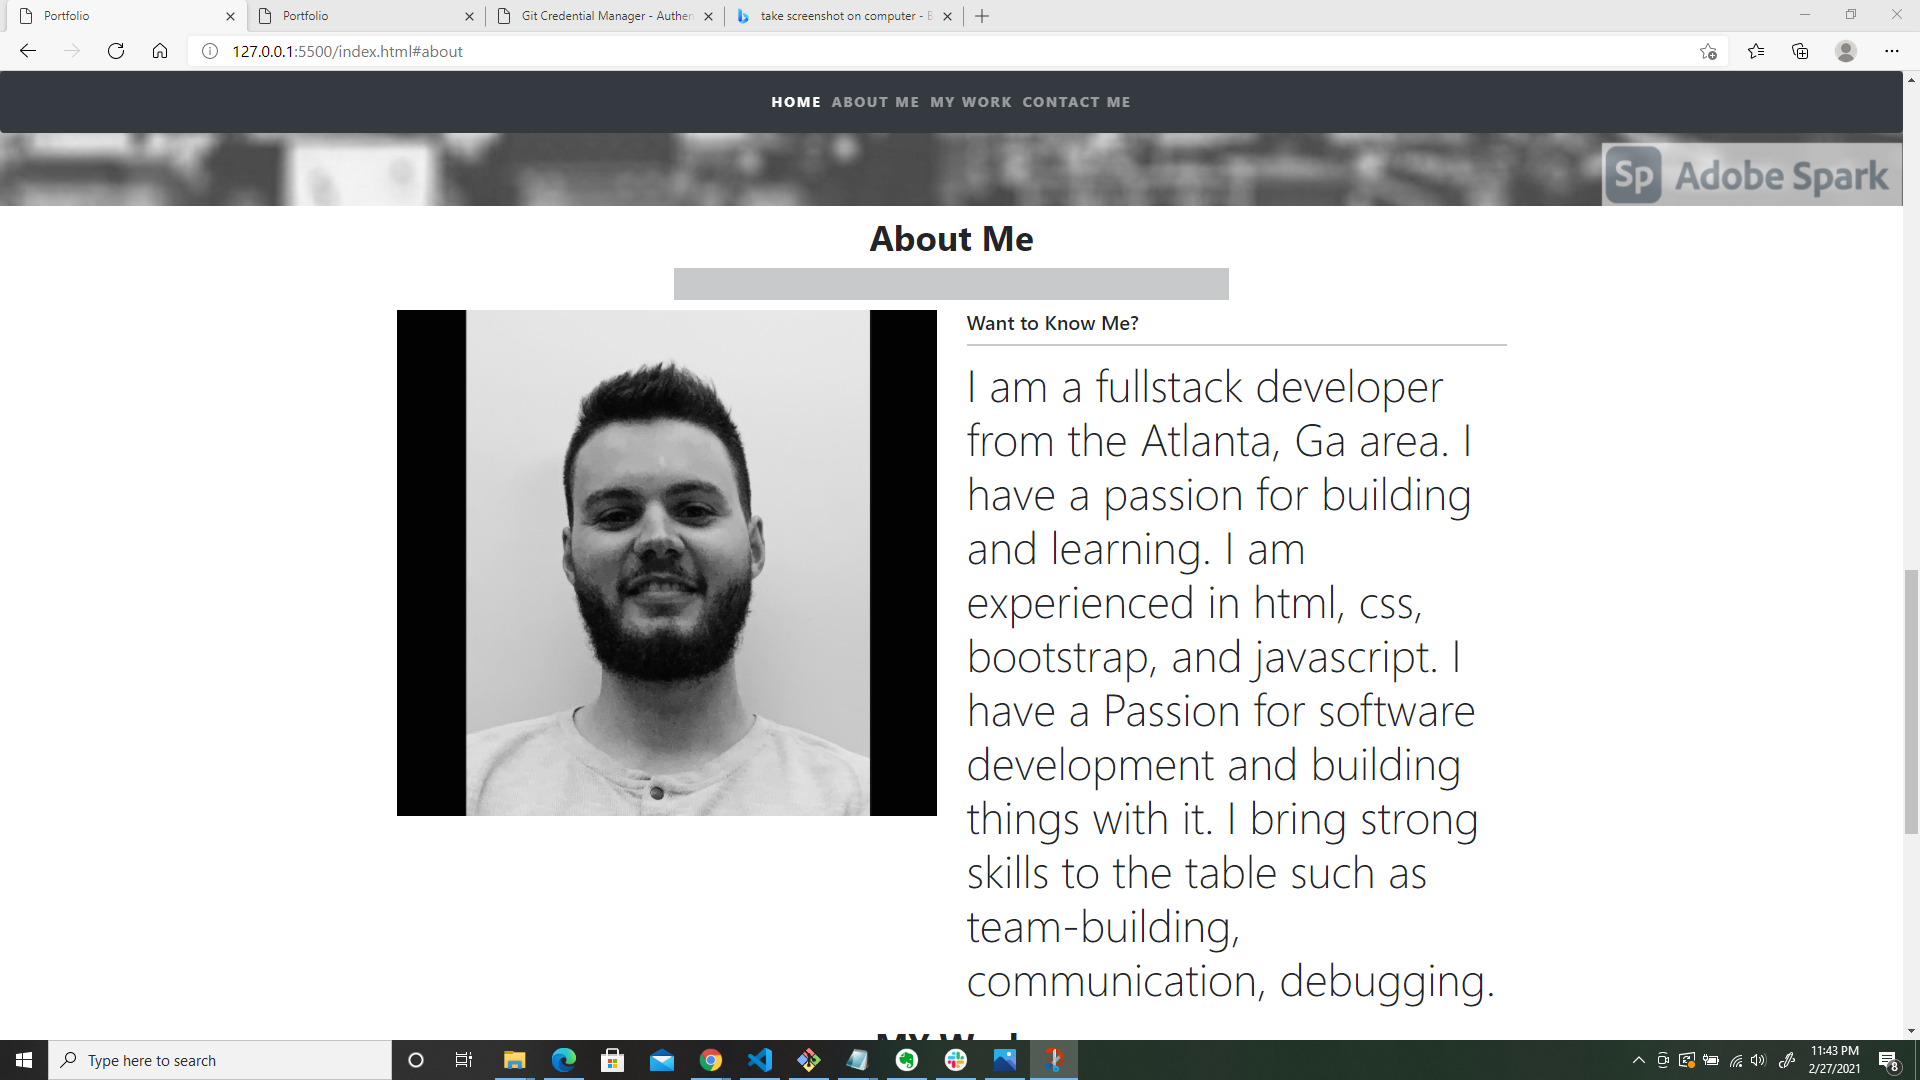 Portfolio
Portfolio
Git Credential Manager - Authen
take screenshot on computer - B
127.0.0.1:5500/index.html#about
HOME ABOUT ME MY WORK CONTACT ME
Sp Adobe Spark
About Me
Want to Know Me?
I am a fullstack developer
from the Atlanta, Ga area. I
have a passion for building
and learning. I am
experienced in html, css,
bootstrap, and javascript. I
have a Passion for software
development and building
things with it. I bring strong
skills to the table such as
team-building,
communication, debugging.
MY Work
Type here to search
11:43 PM
2/27/2021
8